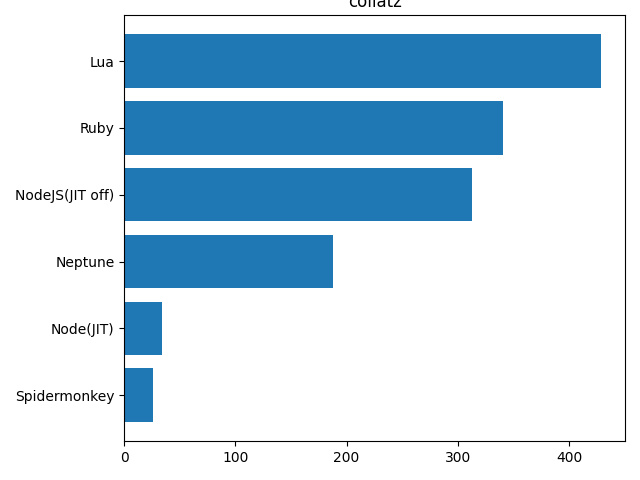 collatz
Lua
Ruby
NodeJS(JIT off)
Neptune
Node(JIT)
Spidermonkey
0 100 200 300 400